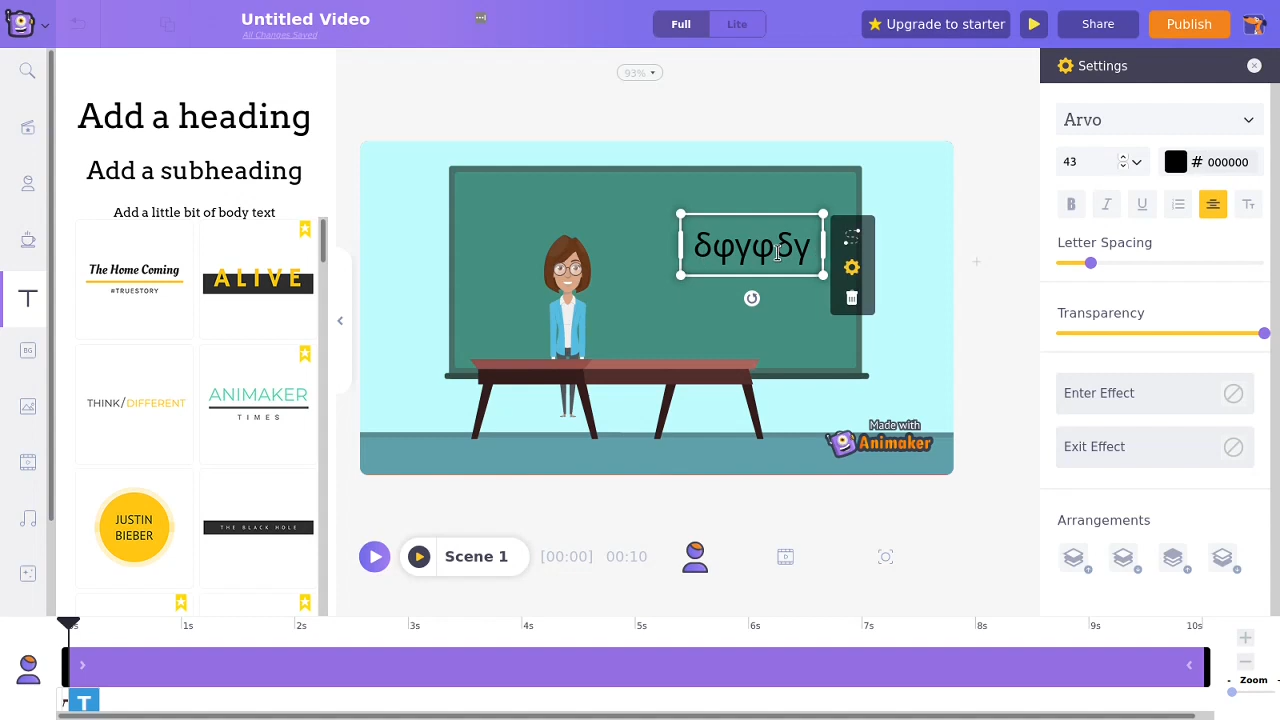 Untitled Video
All Changes Saved
Full
Lite
Upgrade to starter
Share
Publish
93%
Settings
Add a heading
Add a subheading
Add a little bit of body text
The Home Coming
#TRUESTORY
ALIVE
THINK/DIFFERENT
ANIMAKER
TIMES
JUSTIN
BIEBER
THE BLACK HOLE
BG
δφγφδγ
Made with
Animaker
Arvo
43
# 000000
B I U
Letter Spacing
Transparency
Enter Effect
Exit Effect
Arrangements
Scene 1
[00:00]
00:10
1s 2s 3s 4s 5s 6s 7s 8s 9s 10s
- Zoom
T